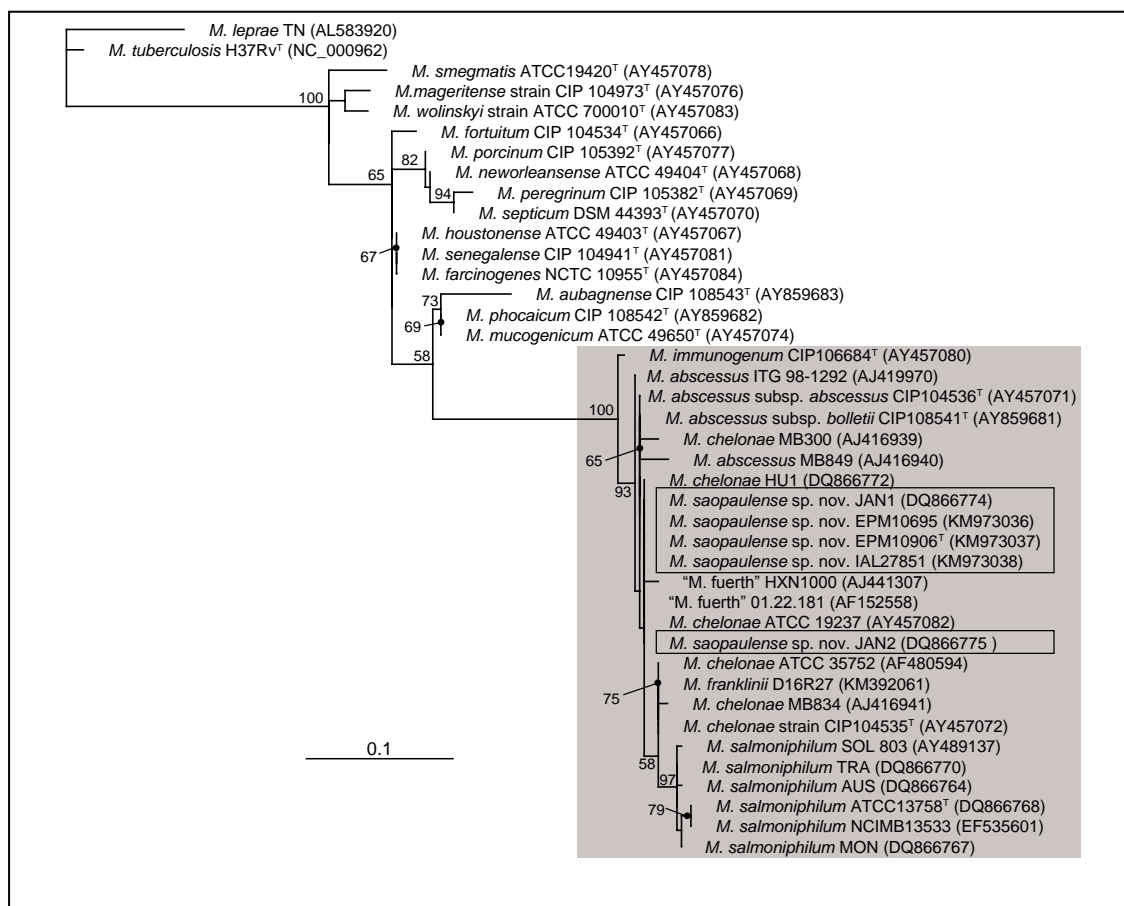 M. leprae TN (AL583920)
M. tuberculosis H37Rvᵀ (NC_000962)
M. smegmatis ATCC19420ᵀ (AY457078)
100
M.mageritense strain CIP 104973ᵀ (AY457076)
M. wolinskyi strain ATCC 700010ᵀ (AY457083)
M. fortuitum CIP 104534ᵀ (AY457066)
M. porcinum CIP 105392ᵀ (AY457077)
82
M. neworleansense ATCC 49404ᵀ (AY457068)
65
94
M. peregrinum CIP 105382ᵀ (AY457069)
M. septicum DSM 44393ᵀ (AY457070)
M. houstonense ATCC 49403ᵀ (AY457067)
67
M. senegalense CIP 104941ᵀ (AY457081)
M. farcinogenes NCTC 10955ᵀ (AY457084)
73
M. aubagnense CIP 108543ᵀ (AY859683)
M. phocaicum CIP 108542ᵀ (AY859682)
69
M. mucogenicum ATCC 49650ᵀ (AY457074)
58
M. immunogenum CIP106684ᵀ (AY457080)
M. abscessus ITG 98-1292 (AJ419970)
M. abscessus subsp. abscessus CIP104536ᵀ (AY457071)
100
M. abscessus subsp. bolletii CIP108541ᵀ (AY859681)
M. chelonae MB300 (AJ416939)
65
M. abscessus MB849 (AJ416940)
M. chelonae HU1 (DQ866772)
93
M. saopaulense sp. nov. JAN1 (DQ866774)
M. saopaulense sp. nov. EPM10695 (KM973036)
M. saopaulense sp. nov. EPM10906ᵀ (KM973037)
M. saopaulense sp. nov. IAL27851 (KM973038)
“M. fuerth” HXN1000 (AJ441307)
“M. fuerth” 01.22.181 (AF152558)
M. chelonae ATCC 19237 (AY457082)
M. saopaulense sp. nov. JAN2 (DQ866775 )
M. chelonae ATCC 35752 (AF480594)
M. franklinii D16R27 (KM392061)
75
M. chelonae MB834 (AJ416941)
M. chelonae strain CIP104535ᵀ (AY457072)
0.1
M. salmoniphilum SOL 803 (AY489137)
58
M. salmoniphilum TRA (DQ866770)
97
M. salmoniphilum AUS (DQ866764)
79
M. salmoniphilum ATCC13758ᵀ (DQ866768)
M. salmoniphilum NCIMB13533 (EF535601)
M. salmoniphilum MON (DQ866767)